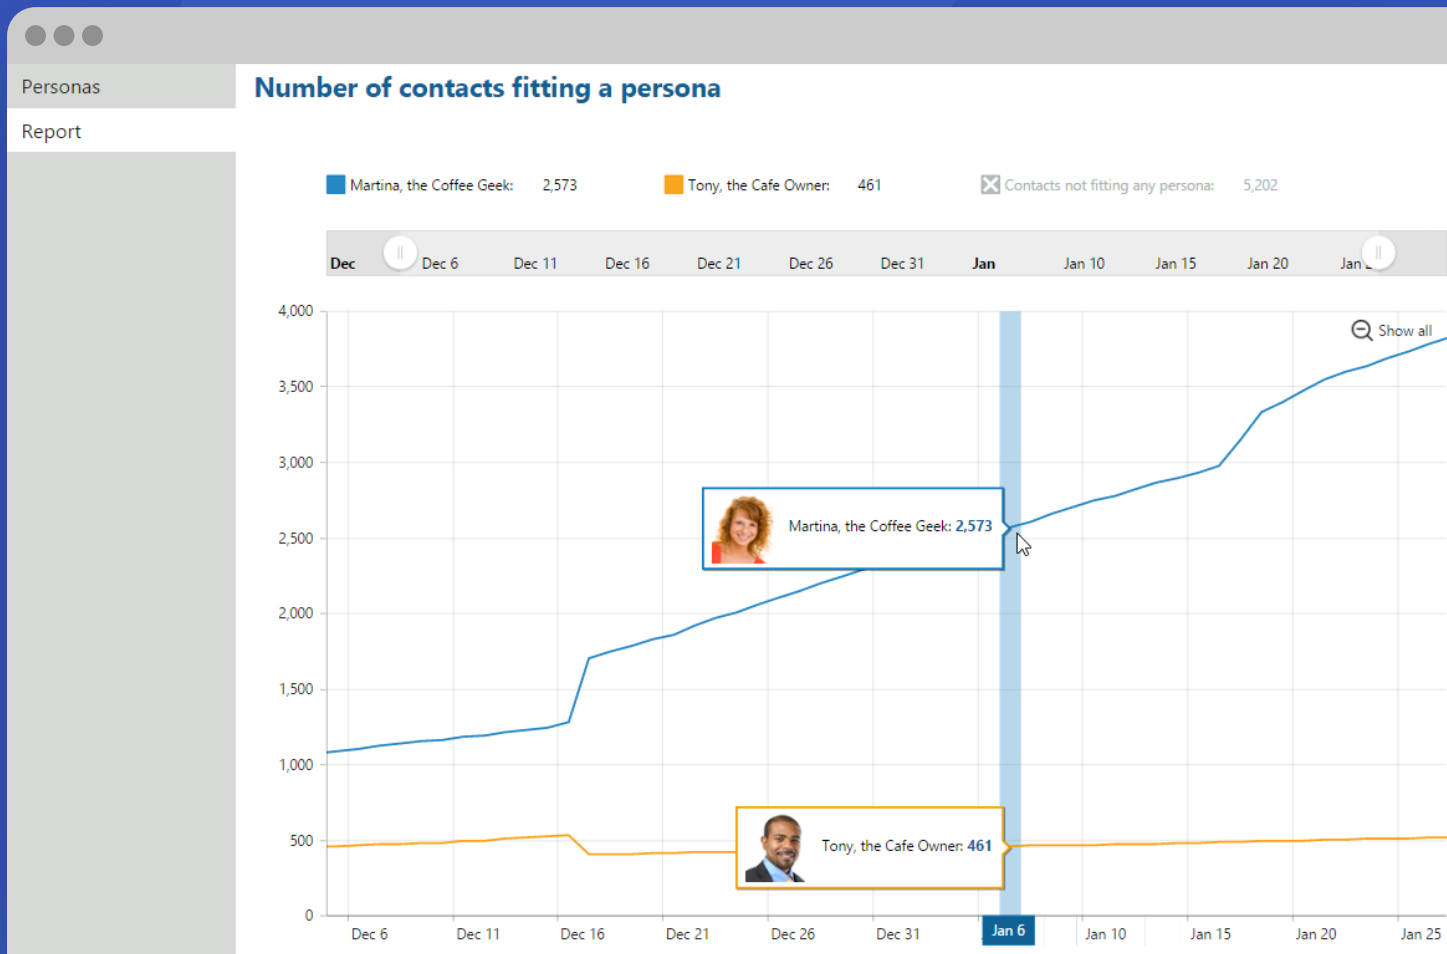 Personas
Report
Number of contacts fitting a persona
Martina, the Coffee Geek: 2,573 Tony, the Cafe Owner: 461 Contacts not fitting any persona: 5,202
Dec Dec 6 Dec 11 Dec 16 Dec 21 Dec 26 Dec 31 Jan Jan 10 Jan 15 Jan 20 Jan
4,000
Show all
3,500
3,000
Martina, the Coffee Geek: 2,573
2,500
2,000
1,500
1,000
500
Tony, the Cafe Owner: 461
0
Dec 6 Dec 11 Dec 16 Dec 21 Dec 26 Dec 31 Jan 6 Jan 10 Jan 15 Jan 20 Jan 25